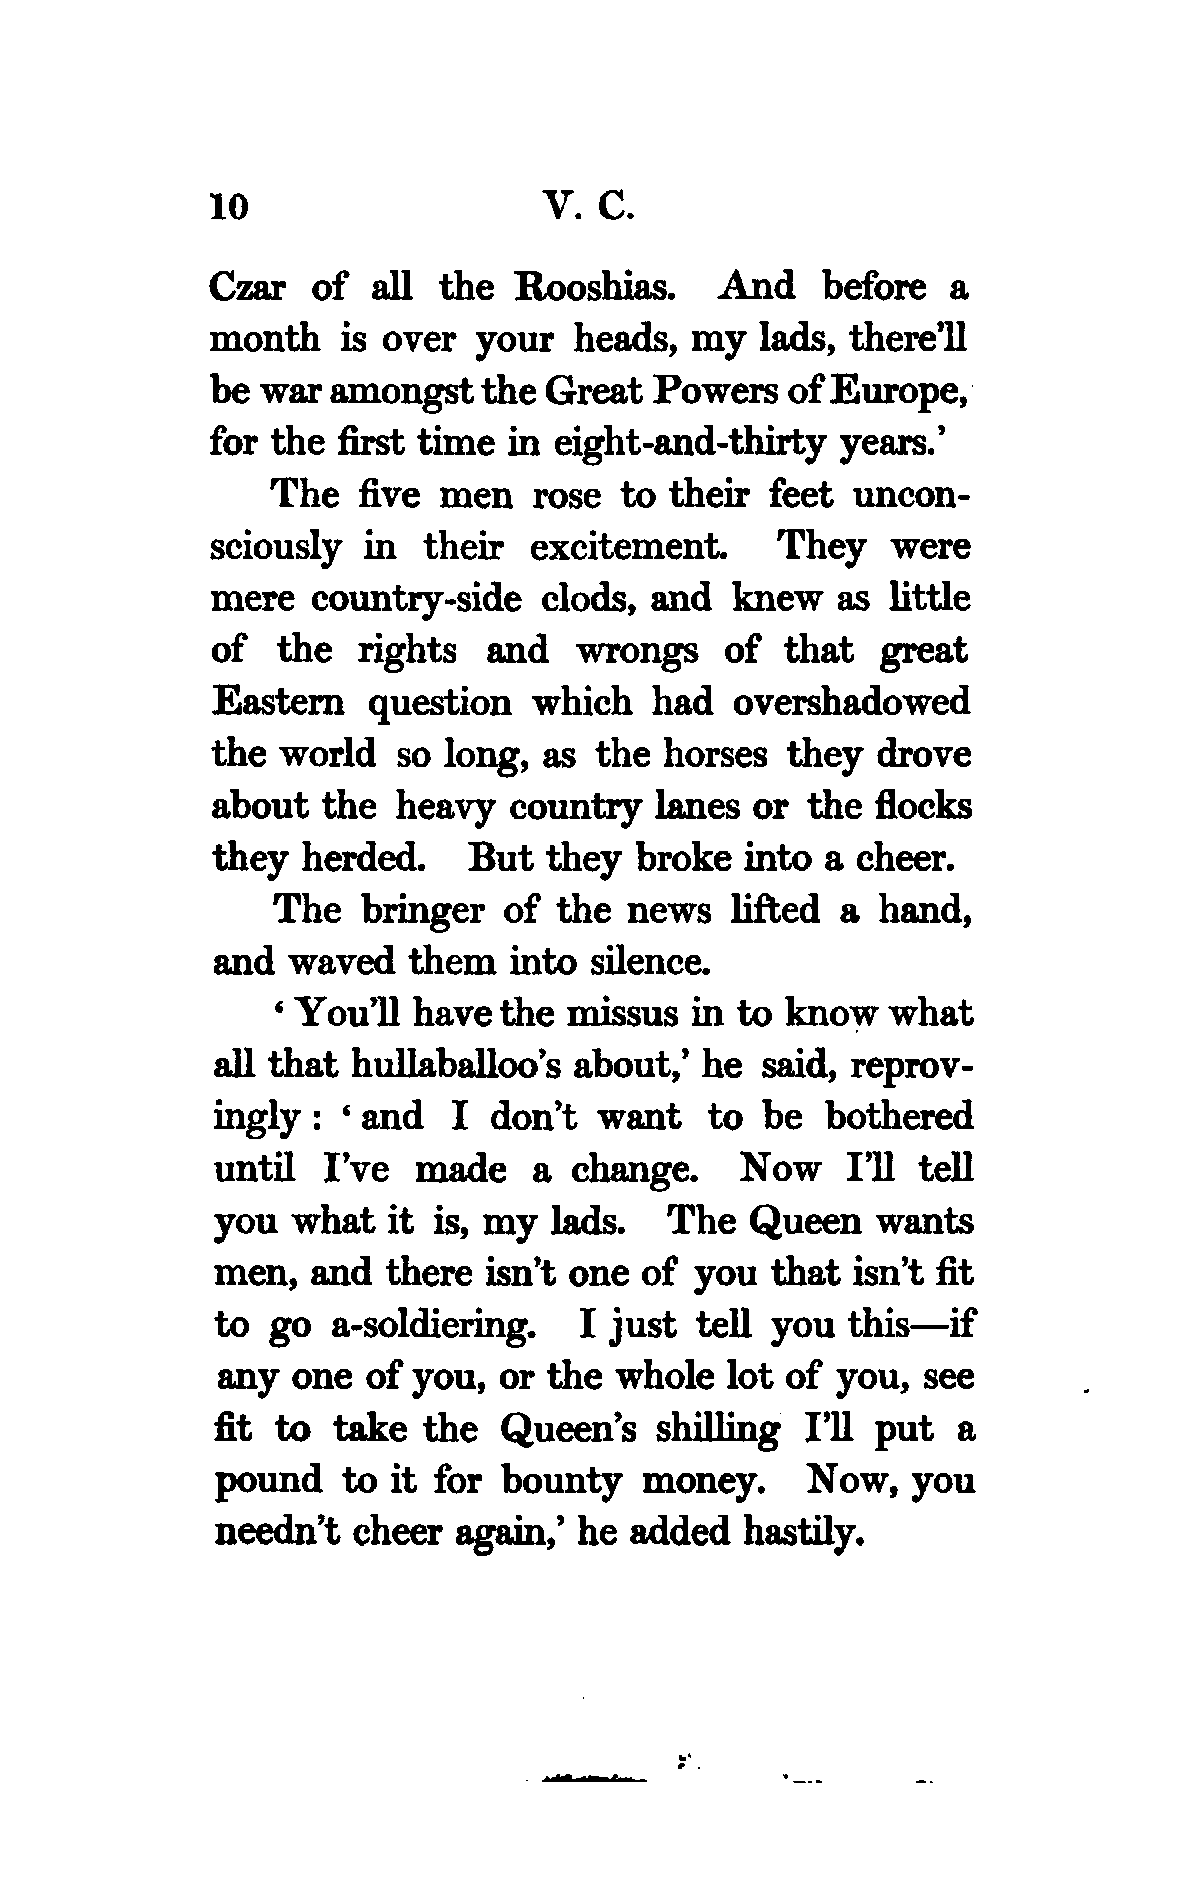 10 V. C.
Czar of all the Rooshias. And before a
month is over your heads, my lads, there'll
be war amongst the Great Powers of Europe,
for the first time in eight-and-thirty years.'
The five men rose to their feet uncon-
sciously in their excitement. They were
mere country-side clods, and knew as little
of the rights and wrongs of that great
Eastern question which had overshadowed
the world so long, as the horses they drove
about the heavy country lanes or the flocks
they herded. But they broke into a cheer.
The bringer of the news lifted a hand,
and waved them into silence.
‘ You'll have the missus in to know what
all that hullaballoo's about,’ he said, reprov-
ingly : ‘ and I don't want to be bothered
until I've made a change. Now I'll tell
you what it is, my lads. The Queen wants
men, and there isn't one of you that isn't fit
to go a-soldiering. I just tell you this—if
any one of you, or the whole lot of you, see
fit to take the Queen's shilling I'll put a
pound to it for bounty money. Now, you
needn't cheer again,’ he added hastily.